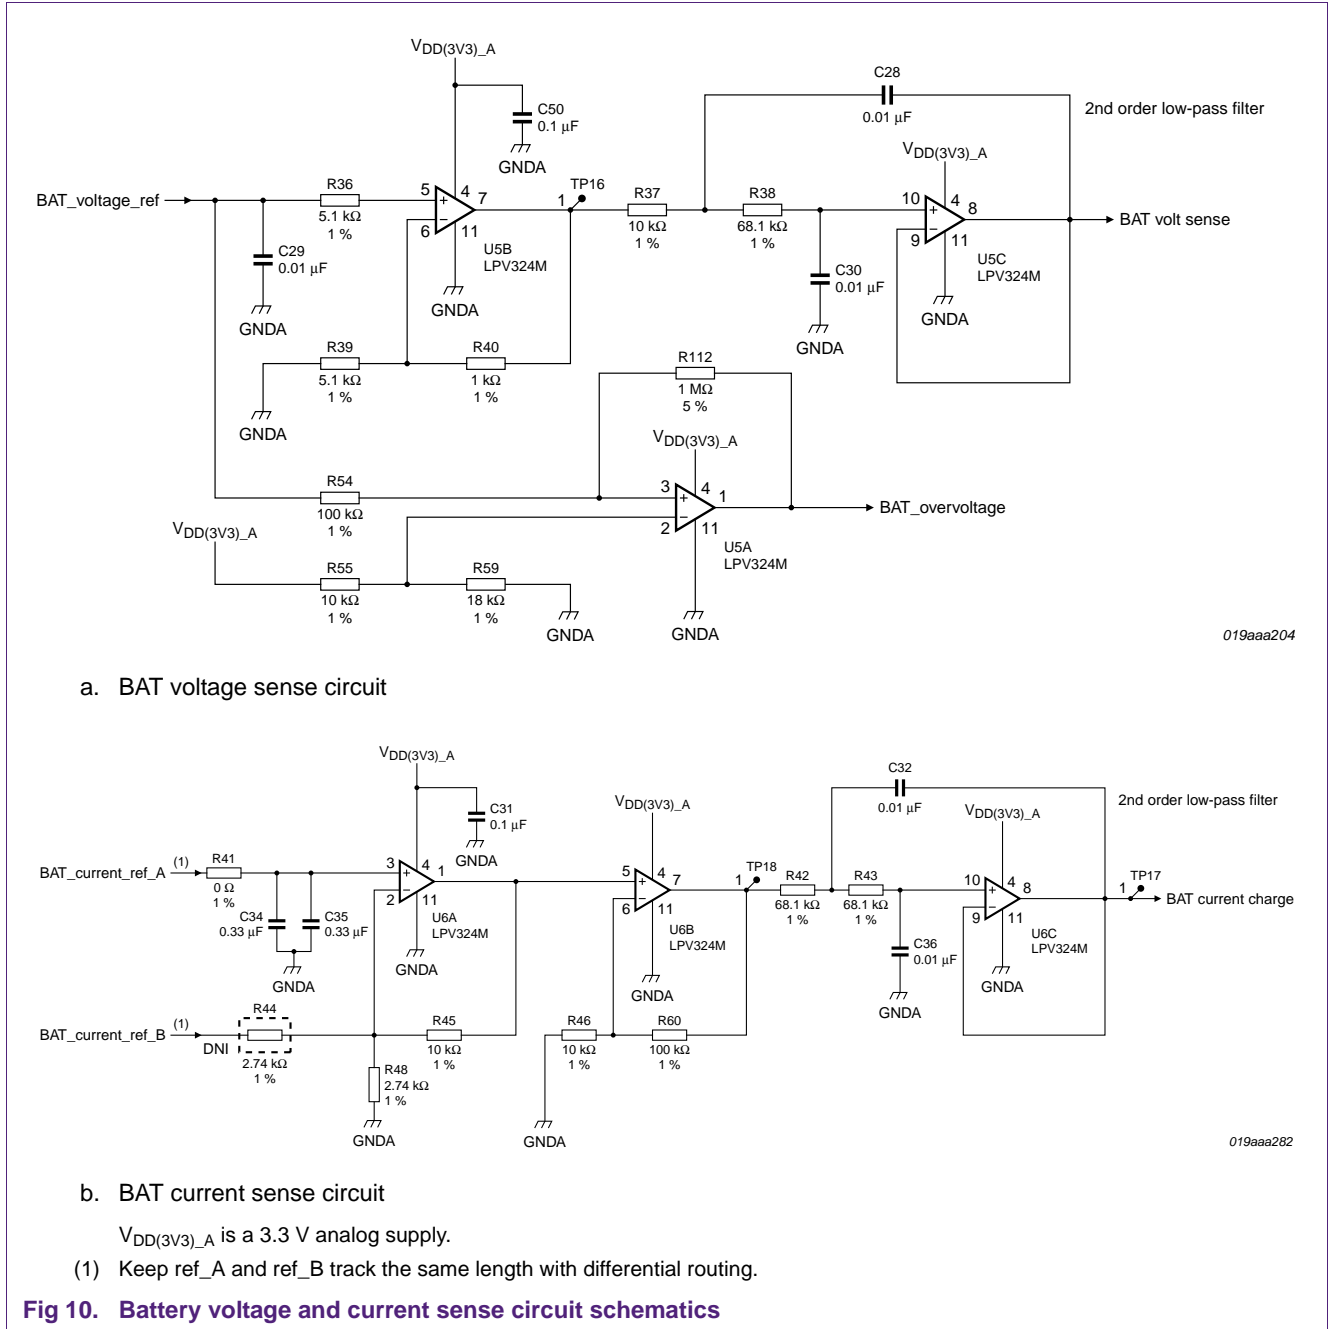 VDD(3V3)_A
C50
0.1 μF
GNDA
C28
0.01 μF
2nd order low-pass filter
VDD(3V3)_A
BAT_voltage_ref
R36
5.1 kΩ
1 %
5
4
7
6
11
U5B
LPV324M
GNDA
1
TP16
R37
10 kΩ
1 %
R38
68.1 kΩ
1 %
10
4
8
9
11
U5C
LPV324M
GNDA
BAT volt sense
C29
0.01 μF
GNDA
C30
0.01 μF
GNDA
R39
5.1 kΩ
1 %
GNDA
R40
1 kΩ
1 %
R112
1 MΩ
5 %
VDD(3V3)_A
R54
100 kΩ
1 %
3
4
1
2
11
U5A
LPV324M
GNDA
BAT_overvoltage
VDD(3V3)_A
R55
10 kΩ
1 %
R59
18 kΩ
1 %
GNDA
019aaa204
a. BAT voltage sense circuit
VDD(3V3)_A
C31
0.1 μF
GNDA
VDD(3V3)_A
C32
0.01 μF
2nd order low-pass filter
VDD(3V3)_A
BAT_current_ref_A
(1)
R41
0 Ω
1 %
C34
0.33 μF
C35
0.33 μF
GNDA
3
4
1
2
11
U6A
LPV324M
GNDA
5
4
7
6
11
U6B
LPV324M
GNDA
1
TP18
R42
68.1 kΩ
1 %
R43
68.1 kΩ
1 %
C36
0.01 μF
GNDA
10
4
8
9
11
U6C
LPV324M
GNDA
1
TP17
BAT current charge
BAT_current_ref_B
(1)
DNI
R44
2.74 kΩ
1 %
R45
10 kΩ
1 %
R48
2.74 kΩ
1 %
GNDA
R46
10 kΩ
1 %
R60
100 kΩ
1 %
GNDA
019aaa282
b. BAT current sense circuit
VDD(3V3)_A is a 3.3 V analog supply.
(1) Keep ref_A and ref_B track the same length with differential routing.
Fig 10. Battery voltage and current sense circuit schematics